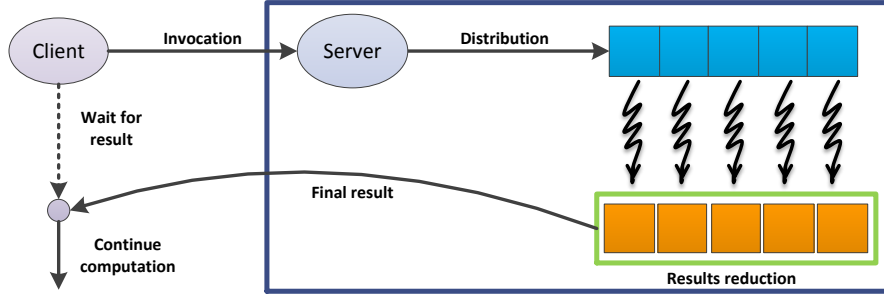 Client
Invocation
Server
Distribution
Wait for
result
Final result
Continue
computation
Results reduction